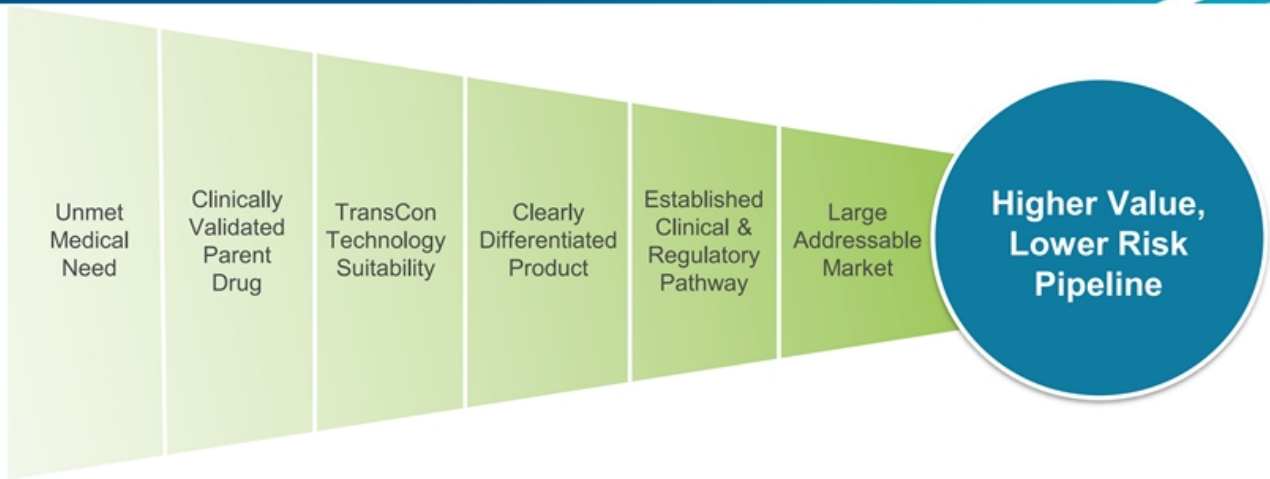 Unmet
Medical
Need
Clinically
Validated
Parent
Drug
TransCon
Technology
Suitability
Clearly
Differentiated
Product
Established
Clinical &
Regulatory
Pathway
Large
Addressable
Market
Higher Value,
Lower Risk
Pipeline